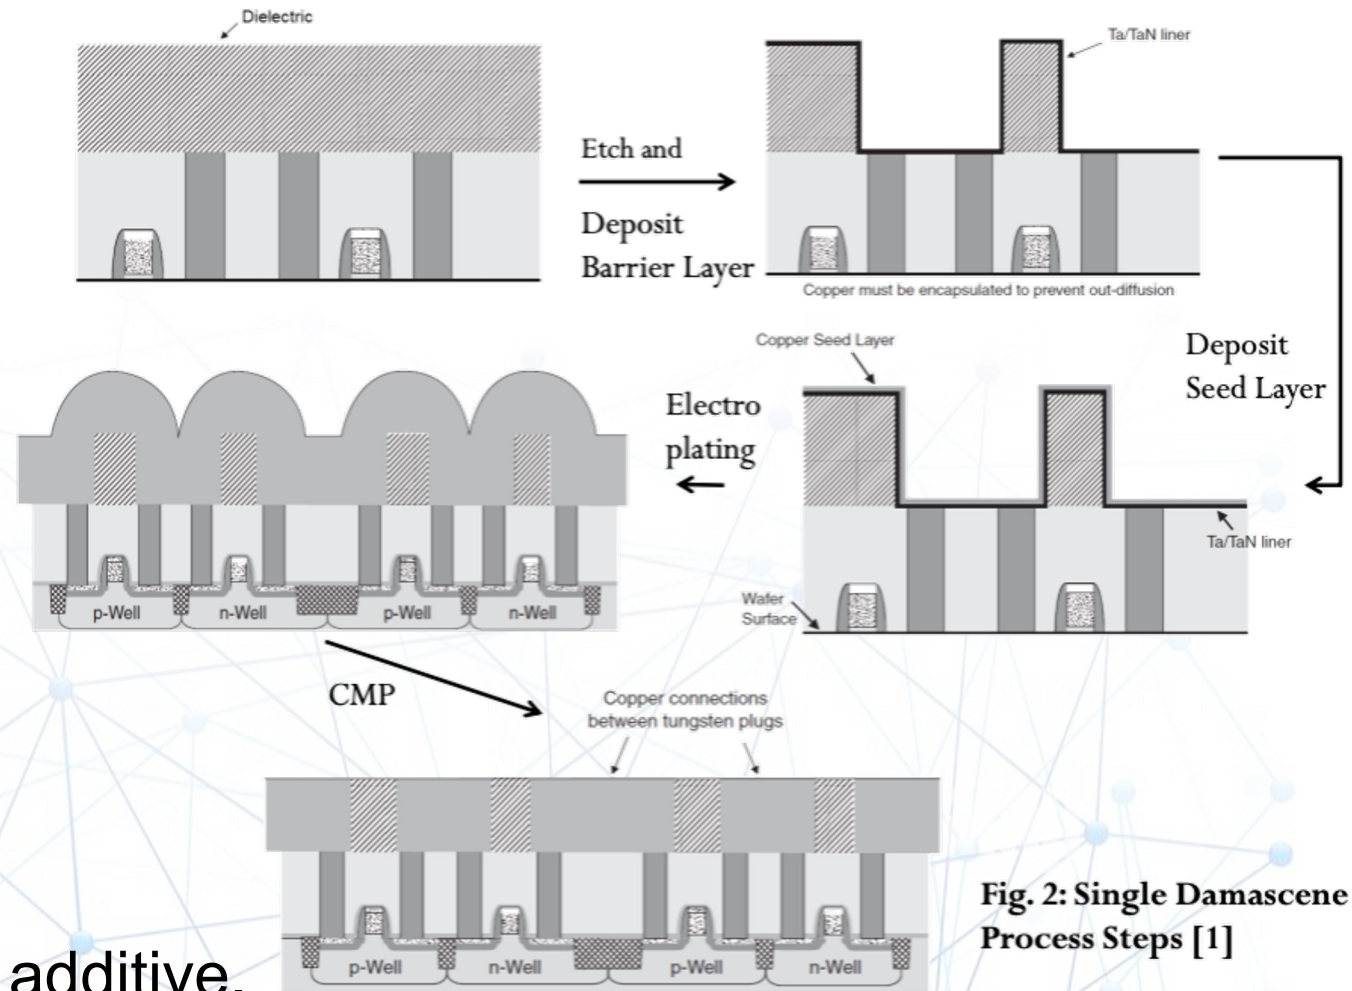 Dielectric
Ta/TaN liner
Etch and
Deposit
Barrier Layer
Copper must be encapsulated to prevent out-diffusion
Deposit
Seed Layer
Copper Seed Layer
Electro
plating
Ta/TaN liner
Wafer
Surface
p-Well
n-Well
p-Well
n-Well
CMP
Copper connections
between tungsten plugs
p-Well
n-Well
p-Well
n-Well
Fig. 2: Single Damascene
Process Steps [1]
additive.